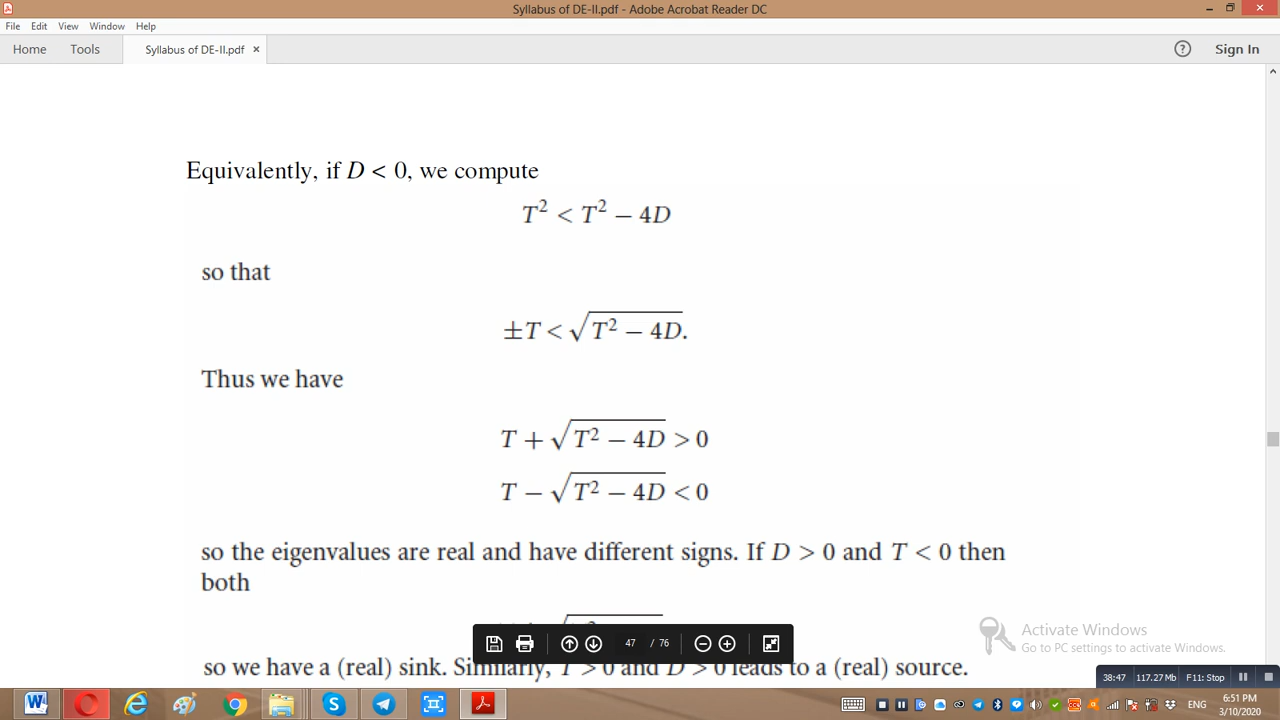 Syllabus of DE-II.pdf - Adobe Acrobat Reader DC
File Edit View Window Help
Home Tools Syllabus of DE-II.pdf × ? Sign In
Equivalently, if D < 0, we compute
T² < T² − 4D
so that
±T < √(T² − 4D).
Thus we have
T + √(T² − 4D) > 0
T − √(T² − 4D) < 0
so the eigenvalues are real and have different signs. If D > 0 and T < 0 then
both
47 / 76
so we have a (real) sink. Similarly, T > 0 and D > 0 leads to a (real) source.
Activate Windows
Go to PC settings to activate Windows.
38:47 117.27 Mb F11: Stop
ENG
6:51 PM
3/10/2020